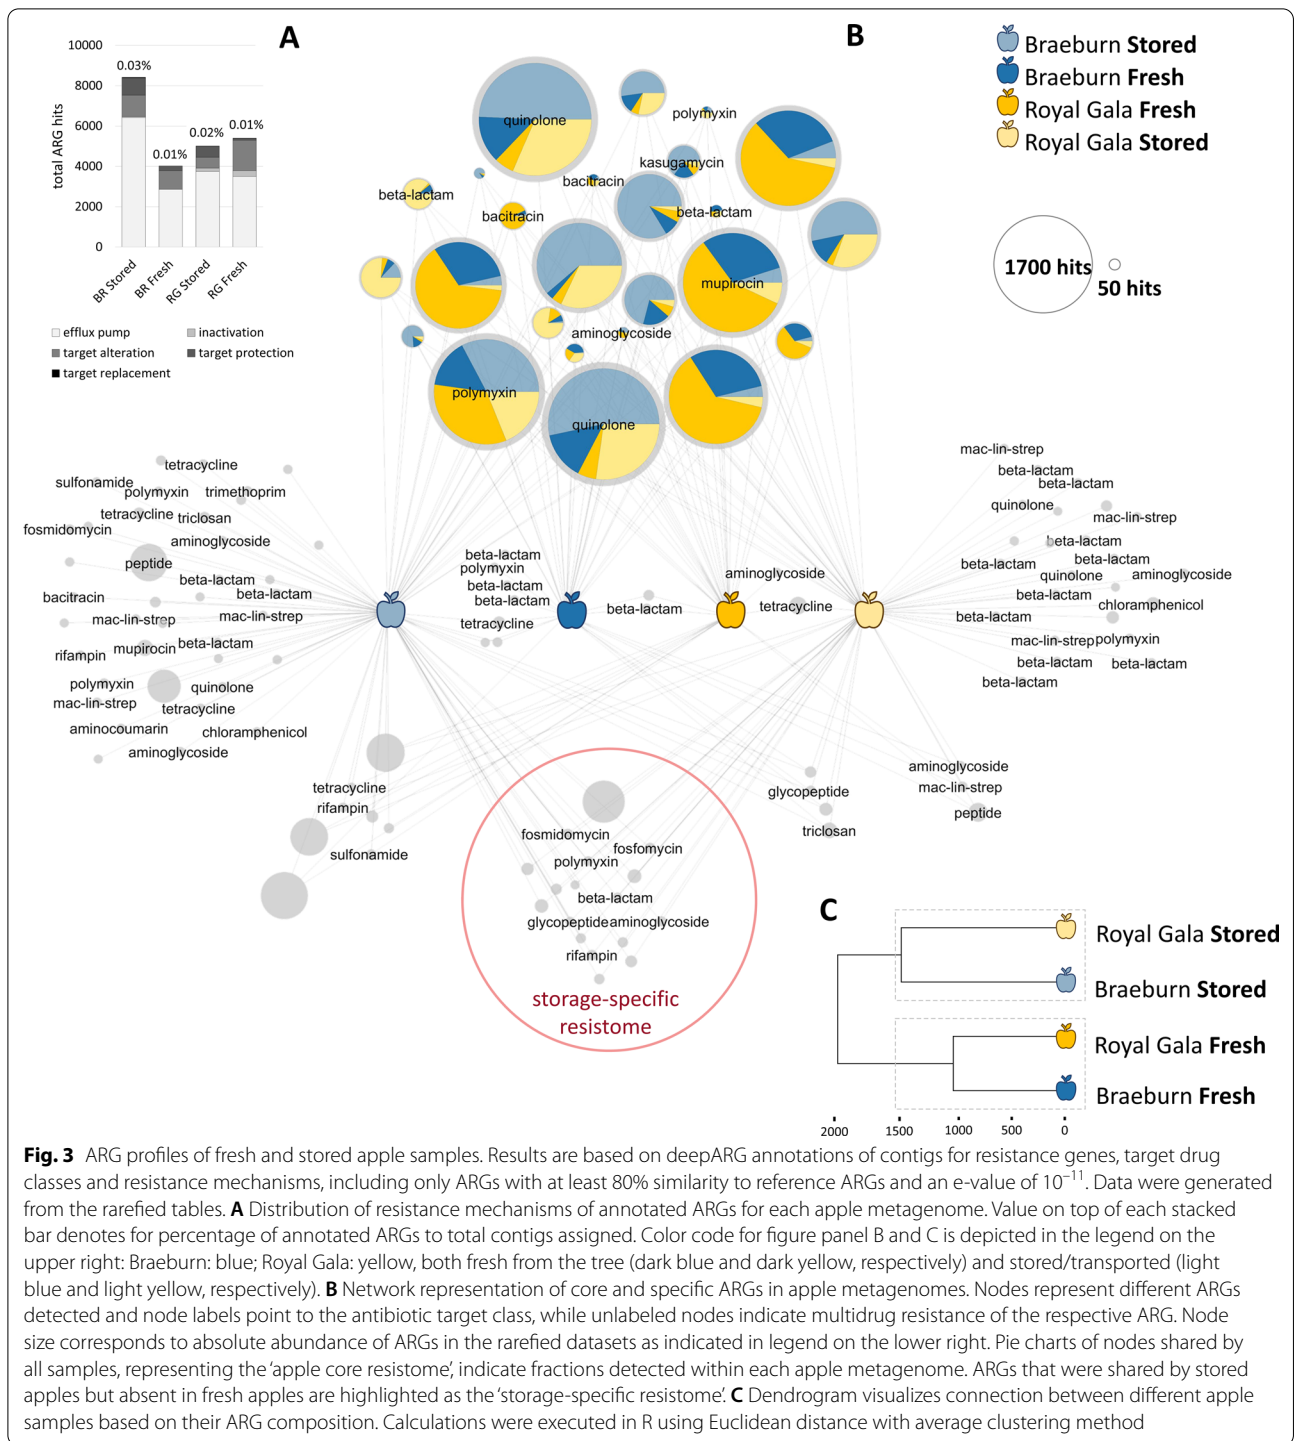 A
10000
8000
6000
4000
2000
0
total ARG hits
0.03%
0.01%
0.02%
0.01%
BR Stored
BR Fresh
RG Stored
RG Fresh
efflux pump
inactivation
target alteration
target protection
target replacement
B
Braeburn Stored
Braeburn Fresh
Royal Gala Fresh
Royal Gala Stored
1700 hits
50 hits
quinolone
polymyxin
kasugamycin
bacitracin
beta-lactam
bacitracin
beta-lactam
mupirocin
aminoglycoside
polymyxin
quinolone
tetracycline
sulfonamide
polymyxin
trimethoprim
tetracycline
triclosan
fosmidomycin
aminoglycoside
peptide
beta-lactam
beta-lactam
bacitracin
mac-lin-strep
mac-lin-strep
mupirocin
beta-lactam
rifampin
polymyxin
quinolone
mac-lin-strep
tetracycline
aminocoumarin
chloramphenicol
aminoglycoside
beta-lactam
polymyxin
beta-lactam
beta-lactam
tetracycline
beta-lactam
aminoglycoside
tetracycline
mac-lin-strep
beta-lactam
beta-lactam
quinolone
mac-lin-strep
beta-lactam
beta-lactam
beta-lactam
quinolone
aminoglycoside
beta-lactam
chloramphenicol
beta-lactam
mac-lin-strep
polymyxin
beta-lactam
beta-lactam
beta-lactam
tetracycline
rifampin
sulfonamide
fosmidomycin
fosfomycin
polymyxin
beta-lactam
glycopeptide
aminoglycoside
rifampin
storage-specific
resistome
glycopeptide
triclosan
aminoglycoside
mac-lin-strep
peptide
C
Royal Gala Stored
Braeburn Stored
Royal Gala Fresh
Braeburn Fresh
2000
1500
1000
500
0
Fig. 3 ARG profiles of fresh and stored apple samples. Results are based on deepARG annotations of contigs for resistance genes, target drug
classes and resistance mechanisms, including only ARGs with at least 80% similarity to reference ARGs and an e-value of 10⁻¹¹. Data were generated
from the rarefied tables. A Distribution of resistance mechanisms of annotated ARGs for each apple metagenome. Value on top of each stacked
bar denotes for percentage of annotated ARGs to total contigs assigned. Color code for figure panel B and C is depicted in the legend on the
upper right: Braeburn: blue; Royal Gala: yellow, both fresh from the tree (dark blue and dark yellow, respectively) and stored/transported (light
blue and light yellow, respectively). B Network representation of core and specific ARGs in apple metagenomes. Nodes represent different ARGs
detected and node labels point to the antibiotic target class, while unlabeled nodes indicate multidrug resistance of the respective ARG. Node
size corresponds to absolute abundance of ARGs in the rarefied datasets as indicated in legend on the lower right. Pie charts of nodes shared by
all samples, representing the 'apple core resistome', indicate fractions detected within each apple metagenome. ARGs that were shared by stored
apples but absent in fresh apples are highlighted as the 'storage-specific resistome'. C Dendrogram visualizes connection between different apple
samples based on their ARG composition. Calculations were executed in R using Euclidean distance with average clustering method